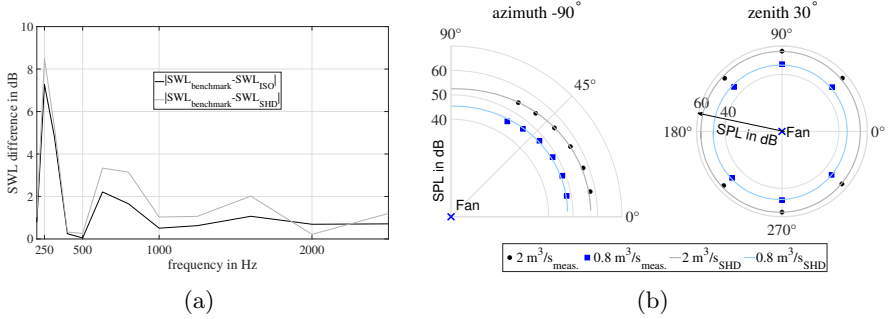 10
8
6
4
2
0
SWL difference in dB
|SWLbenchmark-SWLISO|
|SWLbenchmark-SWLSHD|
250 500 1000 2000
frequency in Hz
(a)
azimuth -90°
90°
60
50
40
45°
SPL in dB
Fan
0°
zenith 30°
90°
60
40
180°
SPL in dB
Fan
0°
270°
2 m³/smeas. 0.8 m³/smeas. 2 m³/sSHD 0.8 m³/sSHD
(b)